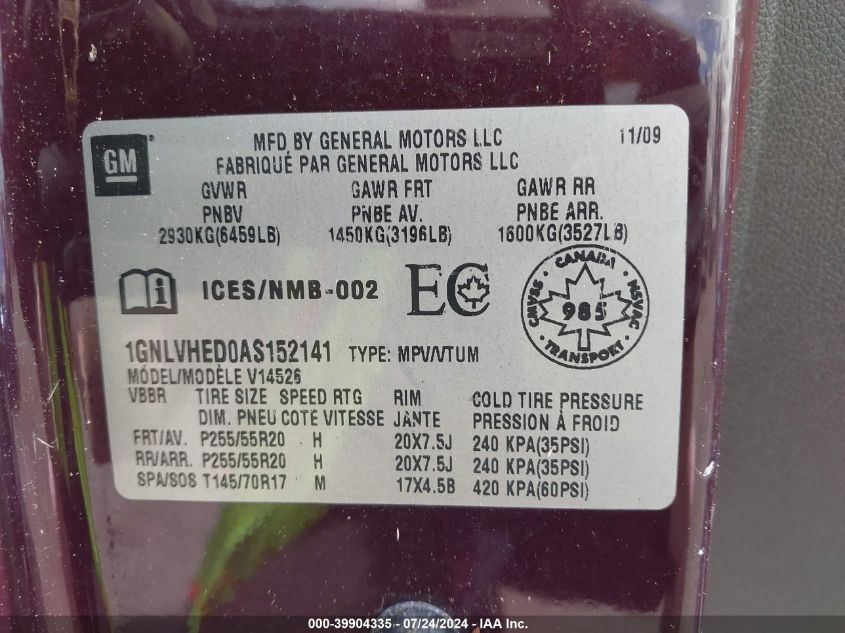 GM
MFD BY GENERAL MOTORS LLC 11/09
FABRIQUÉ PAR GENERAL MOTORS LLC
GVWR GAWR FRT GAWR RR
PNBV PNBE AV. PNBE ARR.
2930KG(6459LB) 1450KG(3196LB) 1600KG(3527LB)
i ICES/NMB-002 EC
CANADA
CMVSS 985 NSVAC
TRANSPORT
1GNLVHED0AS152141 TYPE: MPV/VTUM
MODEL/MODÈLE V14526
VBBR TIRE SIZE SPEED RTG RIM COLD TIRE PRESSURE
DIM. PNEU COTE VITESSE JANTE PRESSION À FROID
FRT/AV. P255/55R20 H 20X7.5J 240 KPA(35PSI)
RR/ARR. P255/55R20 H 20X7.5J 240 KPA(35PSI)
SPA/SOS T145/70R17 M 17X4.5B 420 KPA(60PSI)
000-39904335 - 07/24/2024 - IAA Inc.